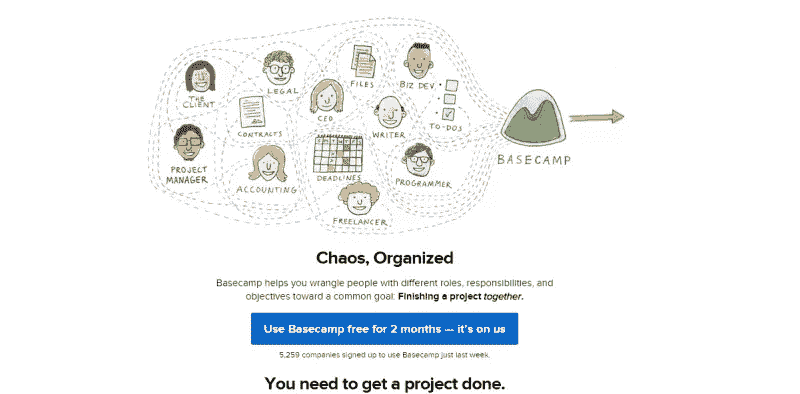 THE
CLIENT
LEGAL
FILES
BIZ DEV
CONTRACTS
CEO
WRITER
TO-DOS
PROJECT
MANAGER
ACCOUNTING
S M T W T F S
DEADLINES
PROGRAMMER
FREELANCER
BASECAMP
Chaos, Organized
Basecamp helps you wrangle people with different roles, responsibilities, and
objectives toward a common goal: Finishing a project together.
Use Basecamp free for 2 months — it's on us
5,259 companies signed up to use Basecamp just last week.
You need to get a project done.